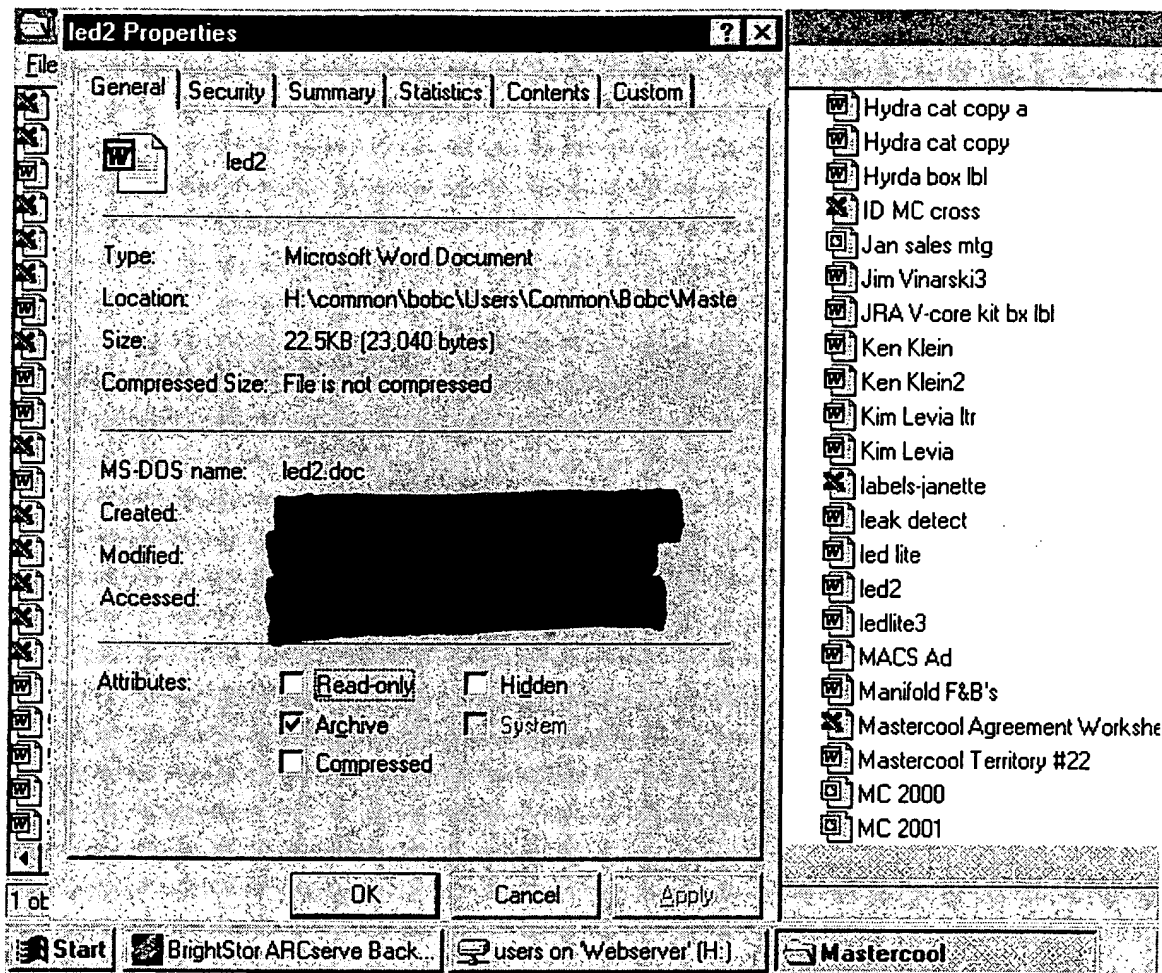 led2 Properties
File
General Security Summary Statistics Contents Custom
led2
Type: Microsoft Word Document
Location: H:\common\bobc\Users\Common\Bobc\Maste
Size: 22.5KB (23,040 bytes)
Compressed Size: File is not compressed
MS-DOS name: led2.doc
Created:
Modified:
Accessed:
Attributes: Read-only Hidden
Archive System
Compressed
OK Cancel Apply
Hydra cat copy a
Hydra cat copy
Hyrda box lbl
ID MC cross
Jan sales mtg
Jim Vinarski3
JRA V-core kit bx lbl
Ken Klein
Ken Klein2
Kim Levia ltr
Kim Levia
labels-janette
leak detect
led lite
led2
ledlite3
MACS Ad
Manifold F&B's
Mastercool Agreement Workshe
Mastercool Territory #22
MC 2000
MC 2001
1 ob
Start BrightStor ARCserve Back... users on 'Webserver' (H:) Mastercool